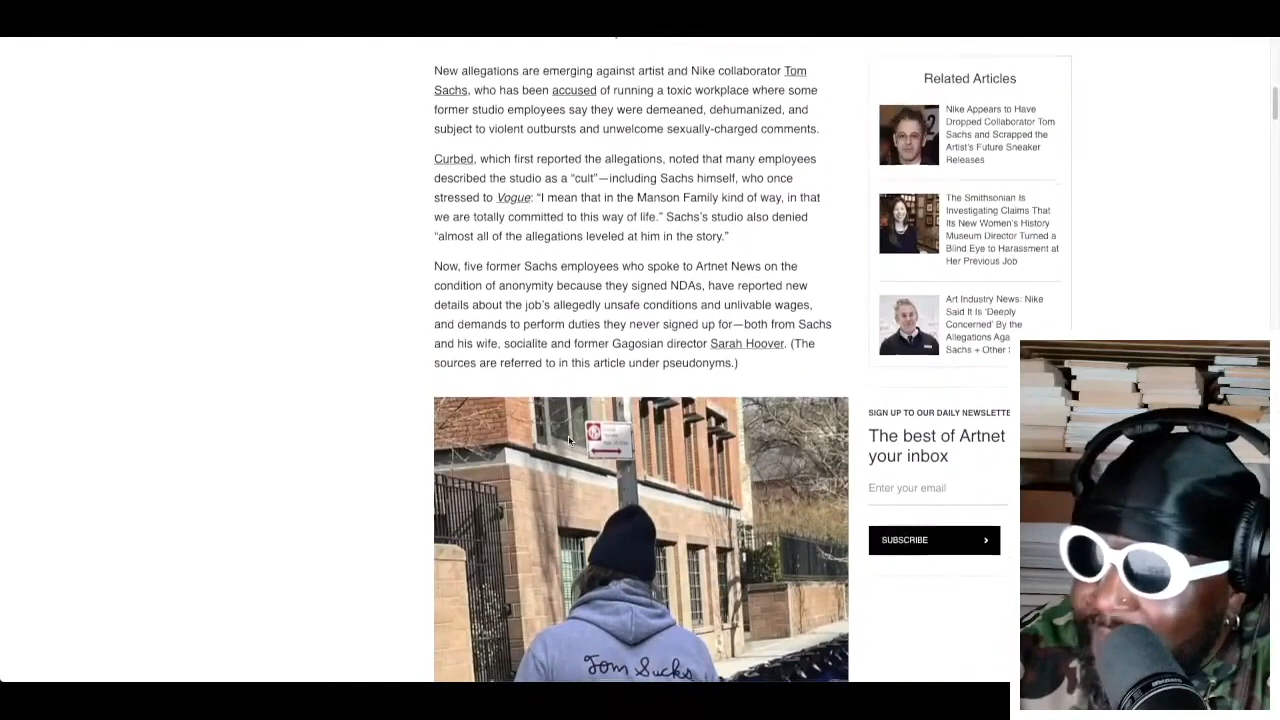 New allegations are emerging against artist and Nike collaborator Tom
Sachs, who has been accused of running a toxic workplace where some
former studio employees say they were demeaned, dehumanized, and
subject to violent outbursts and unwelcome sexually-charged comments.
Curbed, which first reported the allegations, noted that many employees
described the studio as a “cult”—including Sachs himself, who once
stressed to Vogue: “I mean that in the Manson Family kind of way, in that
we are totally committed to this way of life.” Sachs’s studio also denied
“almost all of the allegations leveled at him in the story.”
Now, five former Sachs employees who spoke to Artnet News on the
condition of anonymity because they signed NDAs, have reported new
details about the job’s allegedly unsafe conditions and unlivable wages,
and demands to perform duties they never signed up for—both from Sachs
and his wife, socialite and former Gagosian director Sarah Hoover. (The
sources are referred to in this article under pseudonyms.)
Tom Sucks
Related Articles
Nike Appears to Have
Dropped Collaborator Tom
Sachs and Scrapped the
Artist’s Future Sneaker
Releases
The Smithsonian Is
Investigating Claims That
Its New Women’s History
Museum Director Turned a
Blind Eye to Harassment at
Her Previous Job
Art Industry News: Nike
Said It Is ‘Deeply
Concerned’ By the
Allegations Aga
Sachs + Other
SIGN UP TO OUR DAILY NEWSLETTE
The best of Artnet
your inbox
Enter your email
SUBSCRIBE